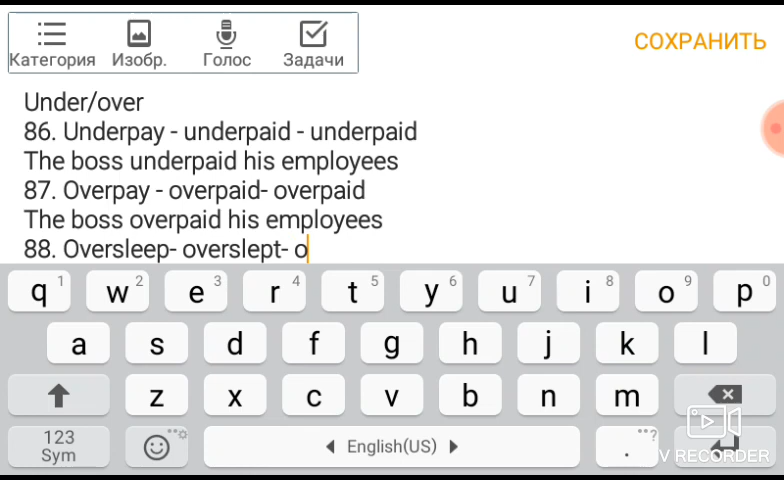 Категория Изобр. Голос Задачи
СОХРАНИТЬ
Under/over
86. Underpay - underpaid - underpaid
The boss underpaid his employees
87. Overpay - overpaid- overpaid
The boss overpaid his employees
88. Oversleep- overslept- o
q 1 w 2 e 3 r 4 t 5 y 6 u 7 i 8 o 9 p 0
a s d f g h j k l
z x c v b n m
123 Sym English(US) . ?
V RECORDER